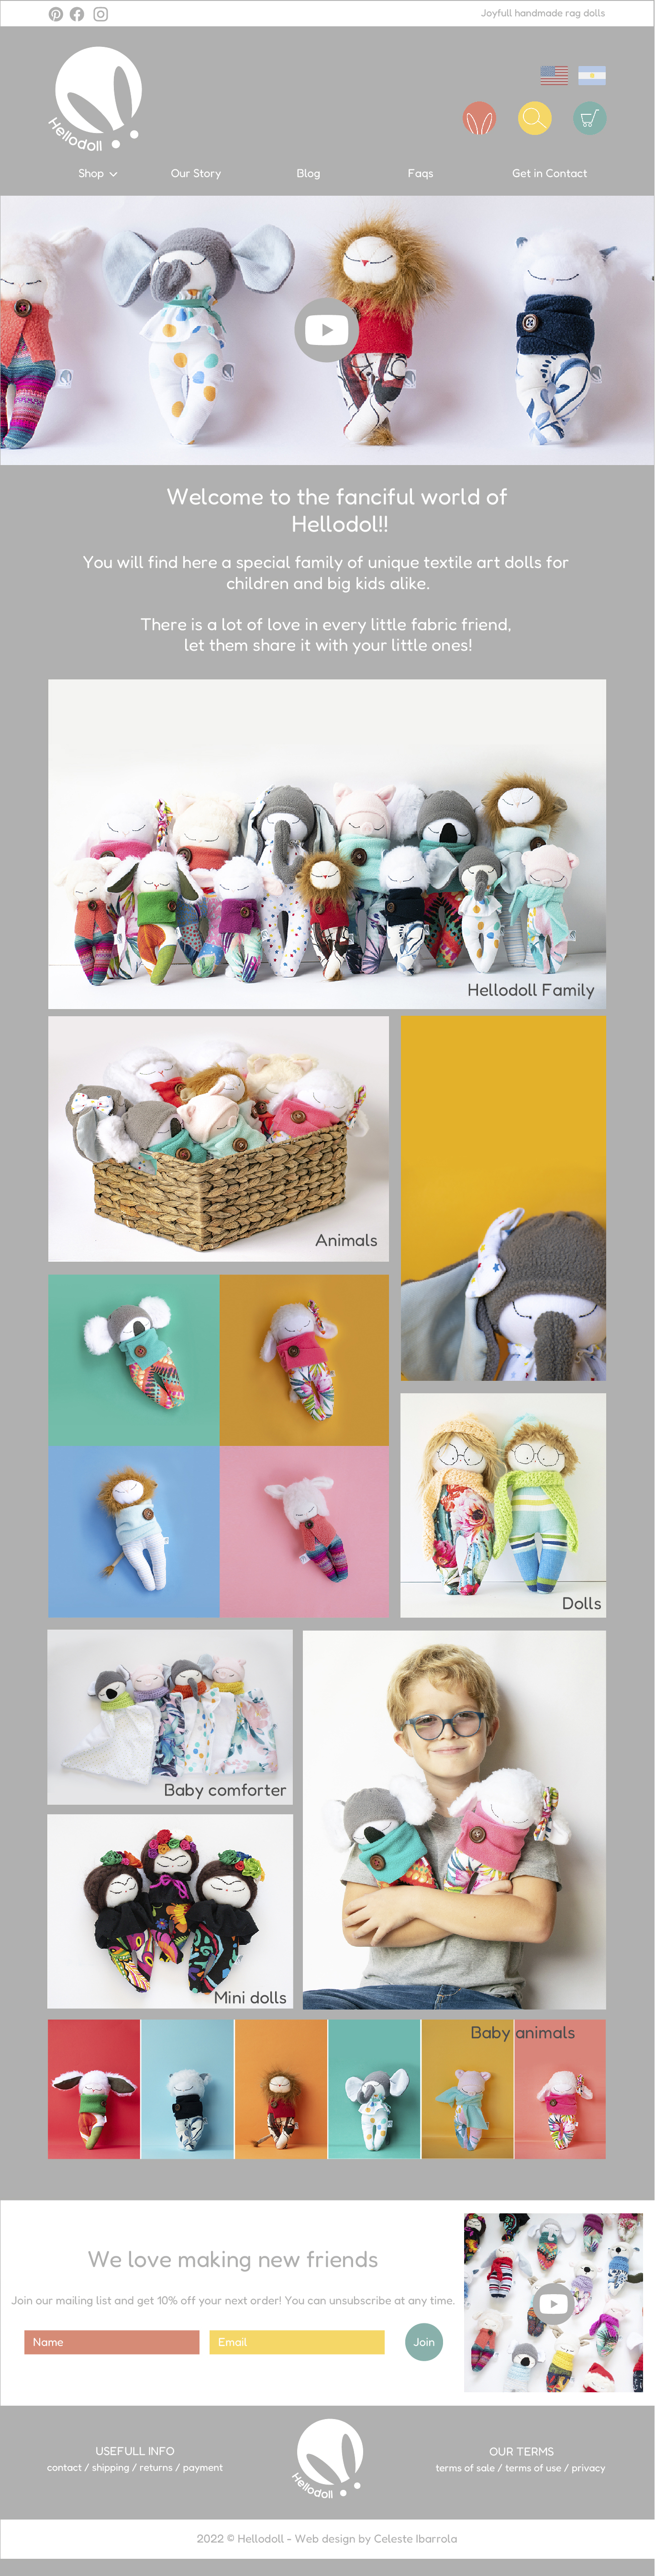 Joyfull handmade rag dolls
Hellodoll
Shop
Our Story
Blog
Faqs
Get in Contact
Welcome to the fanciful world of
Hellodol!!
You will find here a special family of unique textile art dolls for
children and big kids alike.
There is a lot of love in every little fabric friend,
let them share it with your little ones!
Hellodoll Family
Animals
Dolls
Baby comforter
Mini dolls
Baby animals
We love making new friends
Join our mailing list and get 10% off your next order! You can unsubscribe at any time.
Name
Email
Join
USEFULL INFO
contact / shipping / returns / payment
Hellodoll
OUR TERMS
terms of sale / terms of use / privacy
2022 © Hellodoll - Web design by Celeste Ibarrola